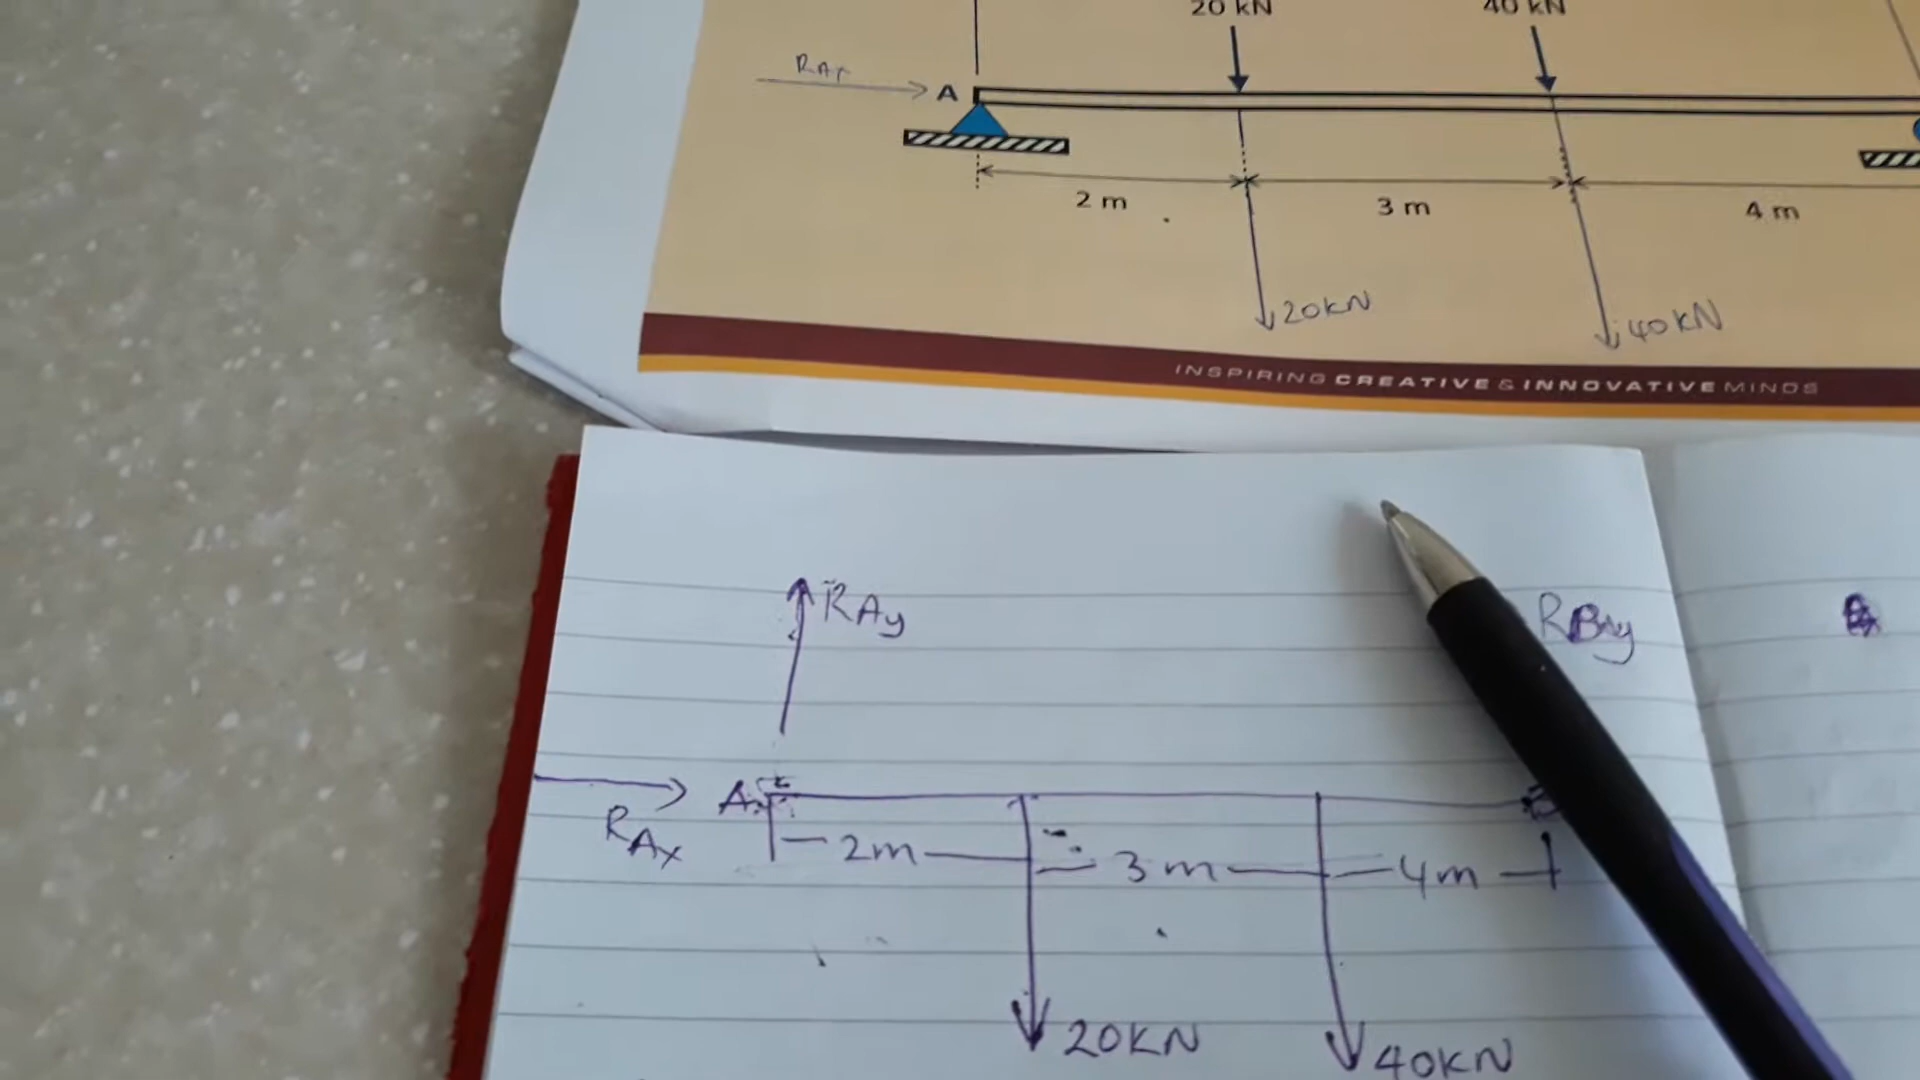 20 kN 40 kN
RAx
A
2 m 3 m 4 m
20KN
40KN
INSPIRING CREATIVE & INNOVATIVE MINDS
RAy RBy
A
RAx
2m 3m 4m
20KN
40KN